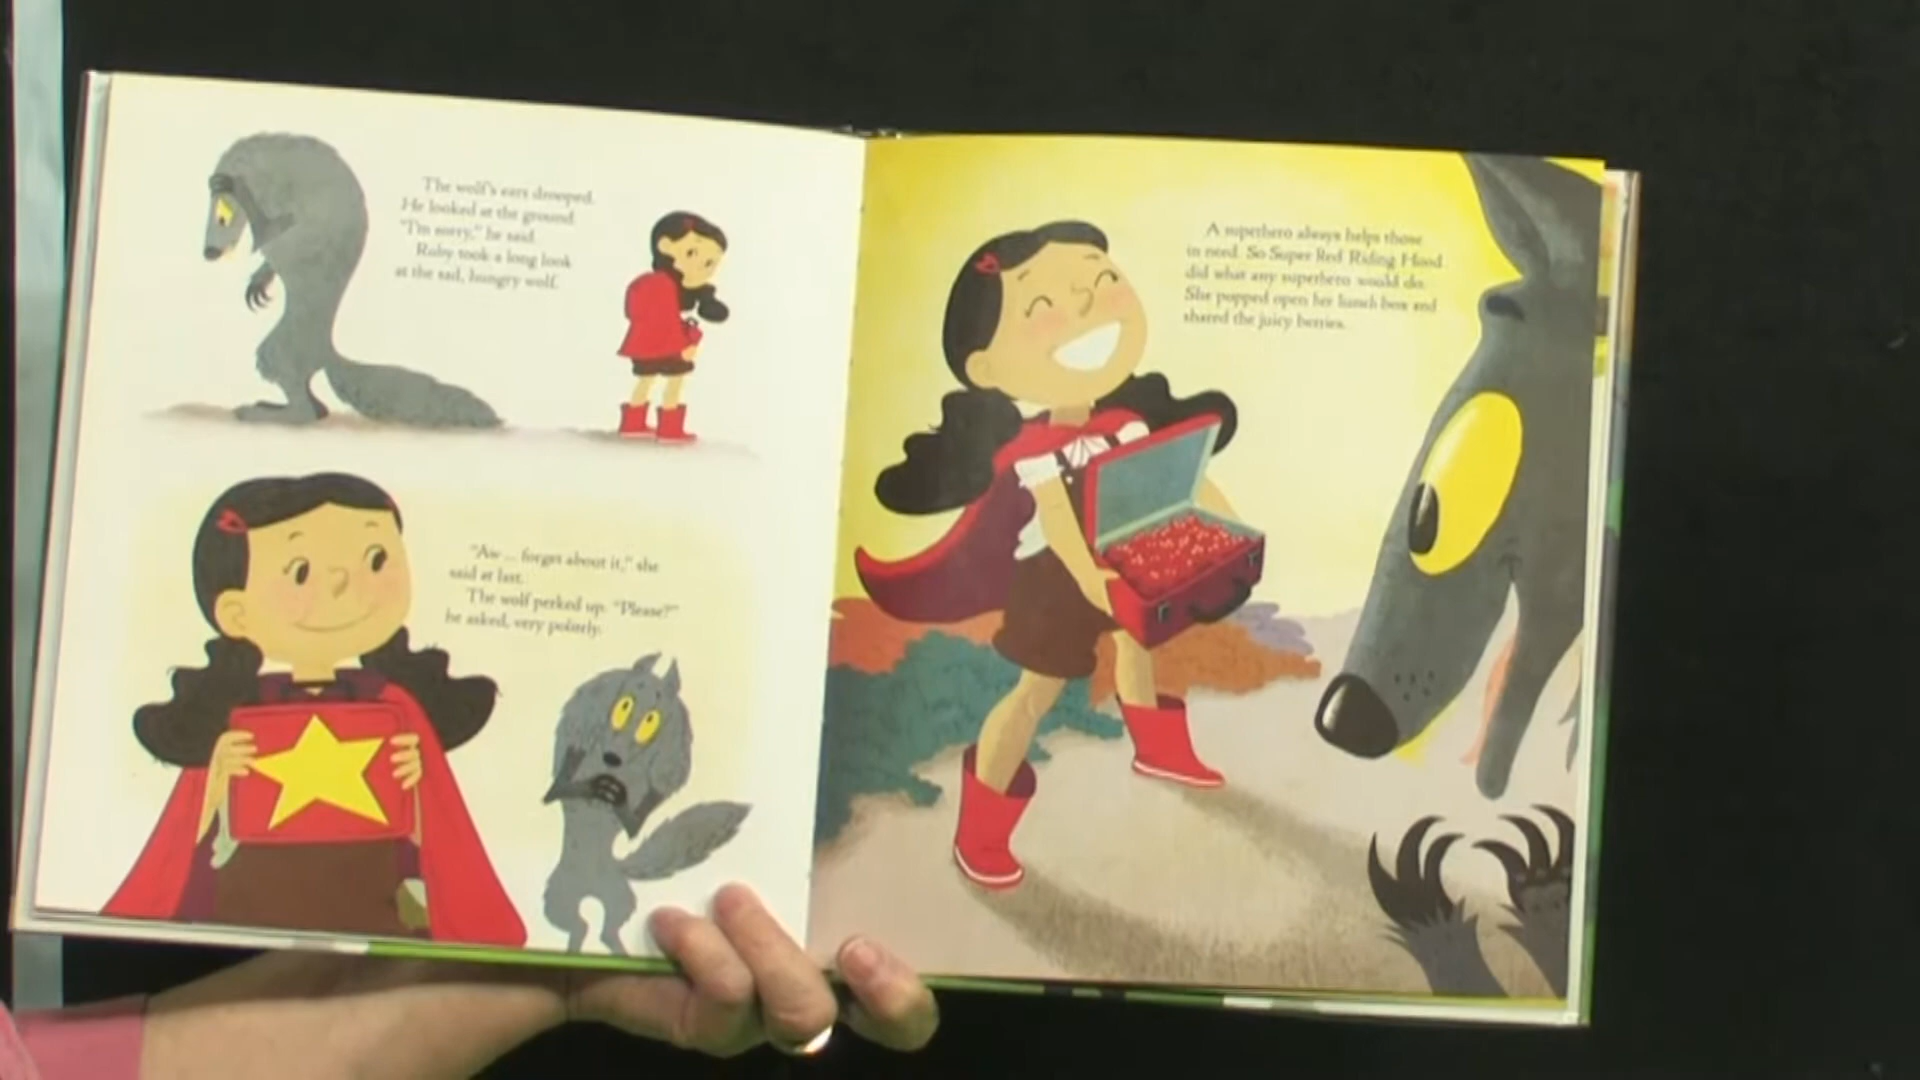 The wolf's ears drooped.
He looked at the ground.
"I'm sorry," he said.
Ruby took a long look
at the sad, hungry wolf.
"Aw ... forget about it," she
said at last.
The wolf perked up. "Please?"
he asked, very politely.
A superhero always helps those
in need. So Super Red Riding Hood
did what any superhero would do.
She popped open her lunch box and
shared the juicy berries.